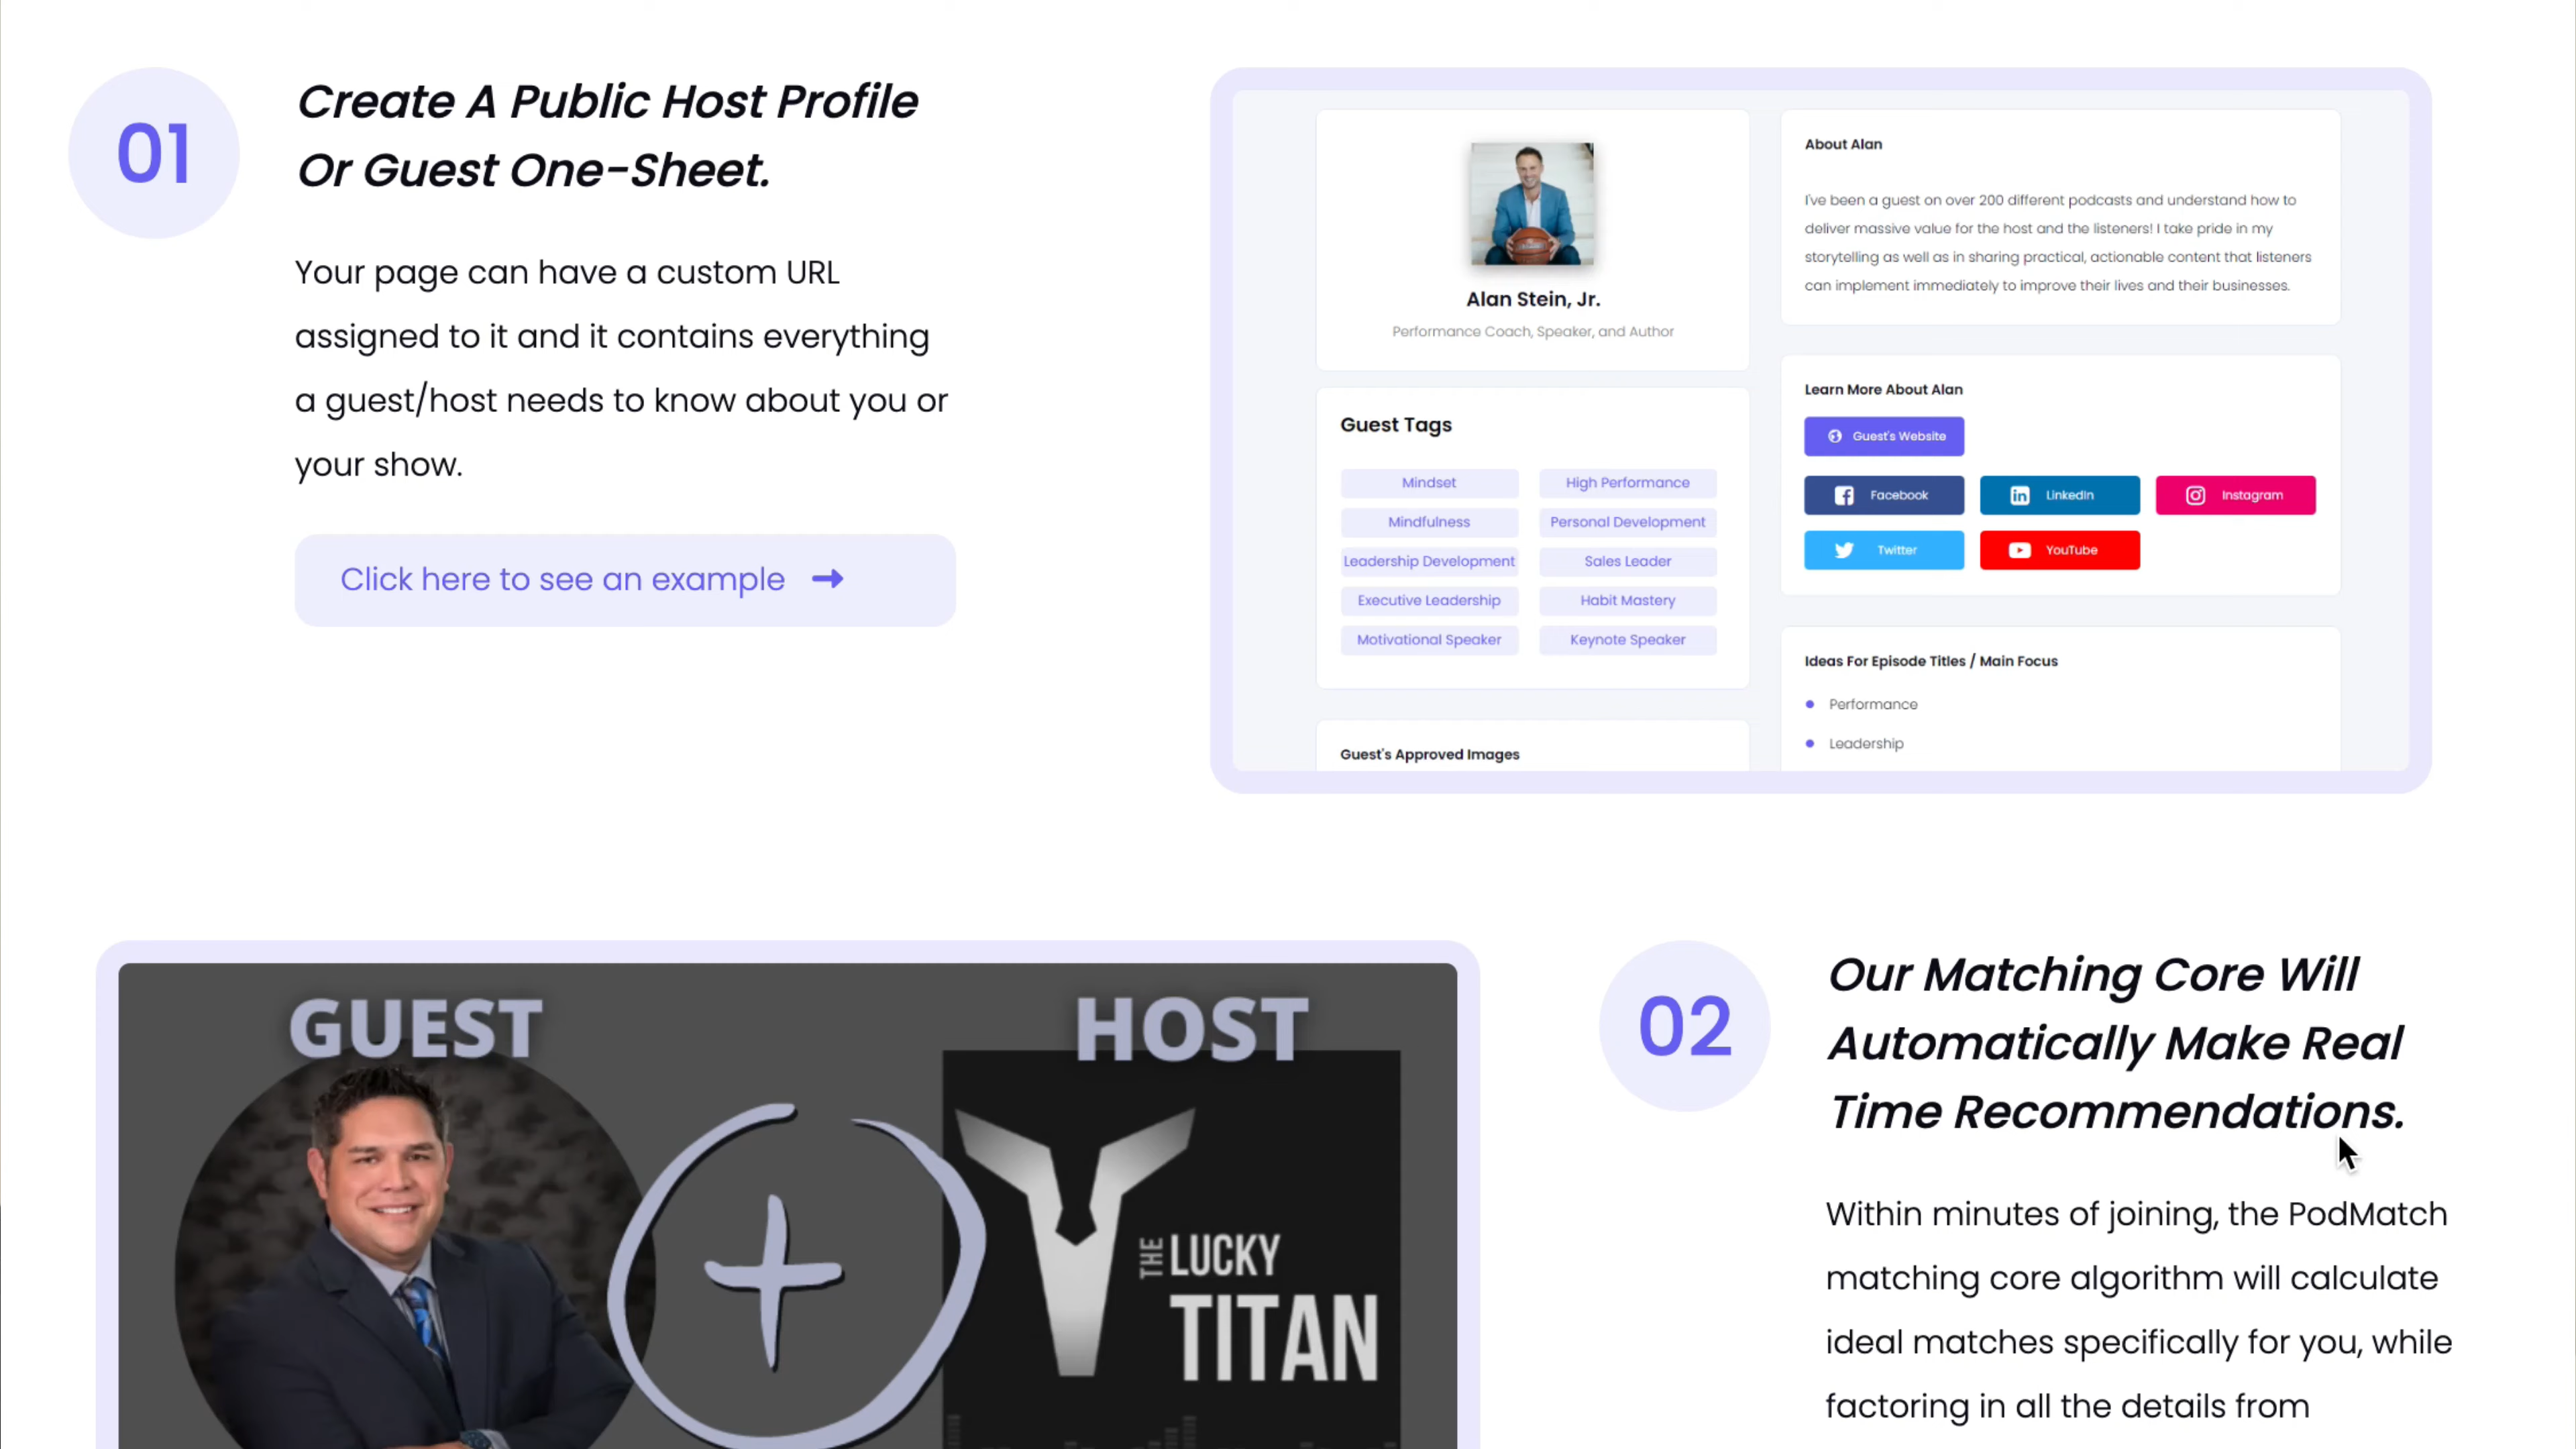 01
Create A Public Host Profile
Or Guest One-Sheet.
Your page can have a custom URL
assigned to it and it contains everything
a guest/host needs to know about you or
your show.
Click here to see an example
Alan Stein, Jr.
Performance Coach, Speaker, and Author
Guest Tags
Mindset
High Performance
Mindfulness
Personal Development
Leadership Development
Sales Leader
Executive Leadership
Habit Mastery
Motivational Speaker
Keynote Speaker
Guest's Approved Images
About Alan
I've been a guest on over 200 different podcasts and understand how to
deliver massive value for the host and the listeners! I take pride in my
storytelling as well as in sharing practical, actionable content that listeners
can implement immediately to improve their lives and their businesses.
Learn More About Alan
Guest's Website
Facebook
LinkedIn
Instagram
Twitter
YouTube
Ideas For Episode Titles / Main Focus
Performance
Leadership
GUEST
HOST
THE LUCKY
TITAN
02
Our Matching Core Will
Automatically Make Real
Time Recommendations.
Within minutes of joining, the PodMatch
matching core algorithm will calculate
ideal matches specifically for you, while
factoring in all the details from